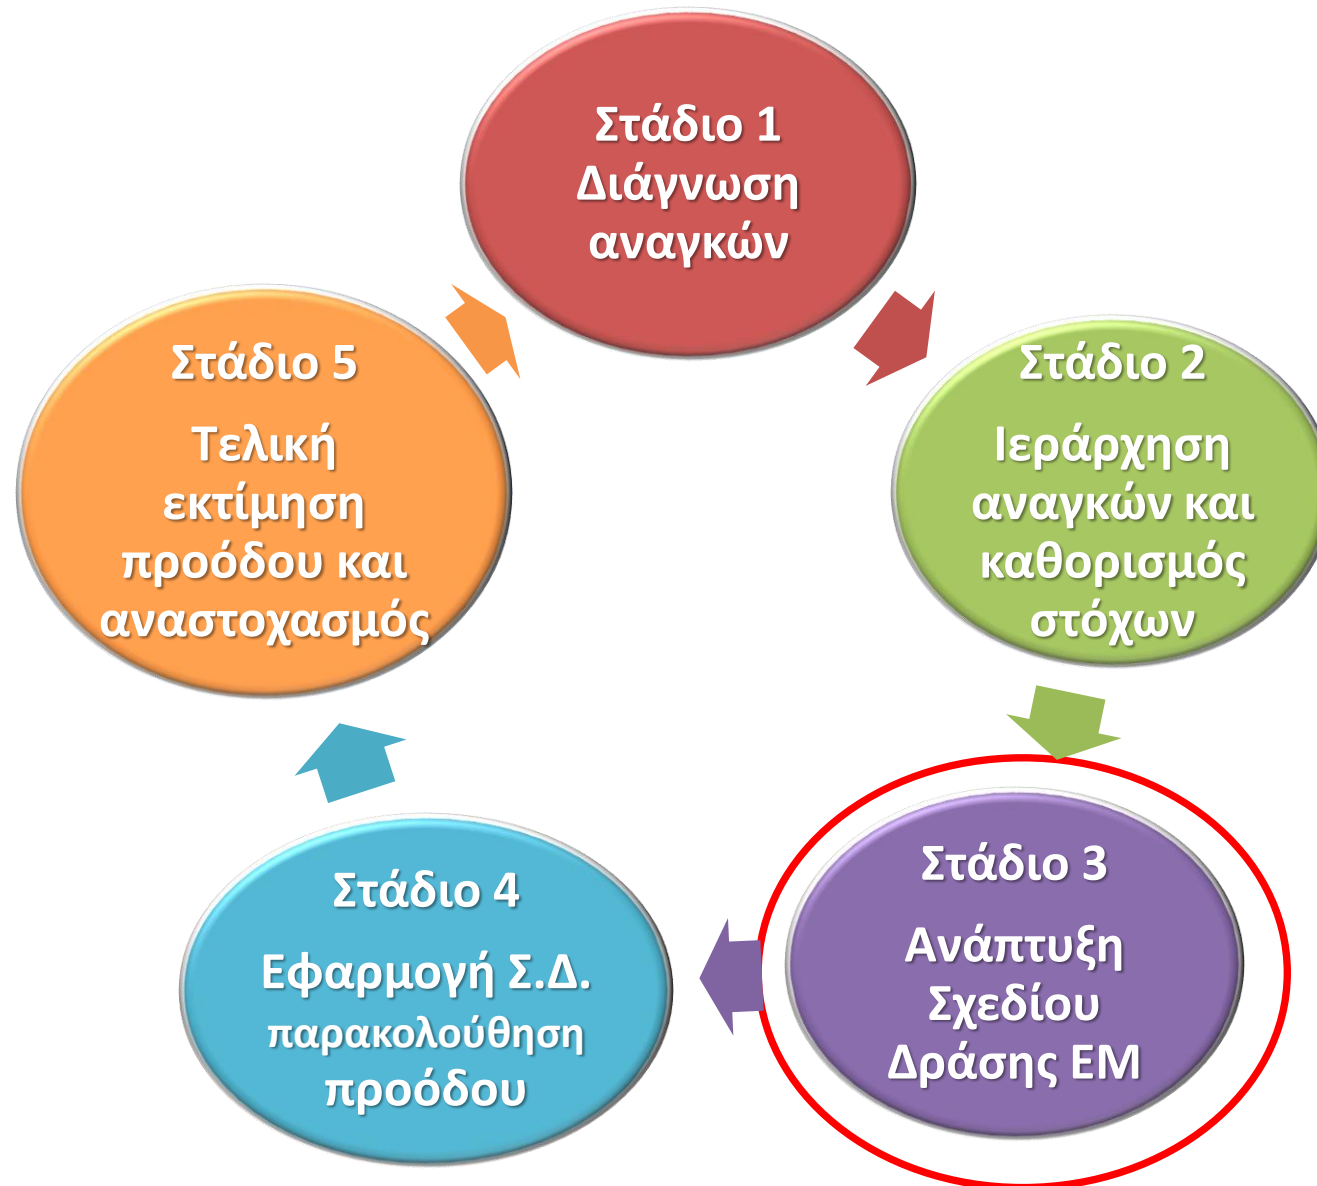 Στάδιο 1
Διάγνωση
αναγκών
Στάδιο 2
Ιεράρχηση
αναγκών και
καθορισμός
στόχων
Στάδιο 3
Ανάπτυξη
Σχεδίου
Δράσης ΕΜ
Στάδιο 4
Εφαρμογή Σ.Δ.
παρακολούθηση
προόδου
Στάδιο 5
Τελική
εκτίμηση
προόδου και
αναστοχασμός